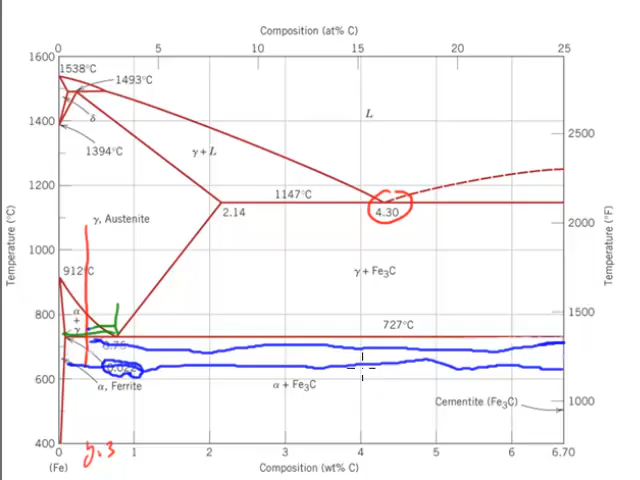 Composition (at% C)
0 5 10 15 20 25
1600
1538°C
1493°C
L
δ
1400
2500
1394°C
γ + L
1200
1147°C
2.14
4.30
2000
γ, Austenite
Temperature (°C)
Temperature (°F)
1000
912°C
γ + Fe₃C
α
+
γ
800
1500
727°C
0.76
0.022
600
α, Ferrite
α + Fe₃C
Cementite (Fe₃C)
1000
400
0 1 2 3 4 5 6 6.70
(Fe)
Composition (wt% C)